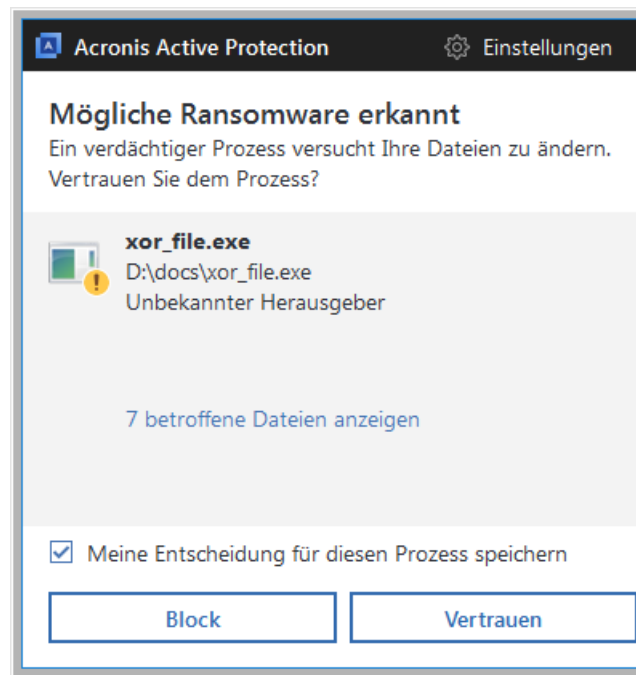 Acronis Active Protection
Einstellungen
Mögliche Ransomware erkannt
Ein verdächtiger Prozess versucht Ihre Dateien zu ändern.
Vertrauen Sie dem Prozess?
xor_file.exe
D:\docs\xor_file.exe
Unbekannter Herausgeber
7 betroffene Dateien anzeigen
Meine Entscheidung für diesen Prozess speichern
Block
Vertrauen